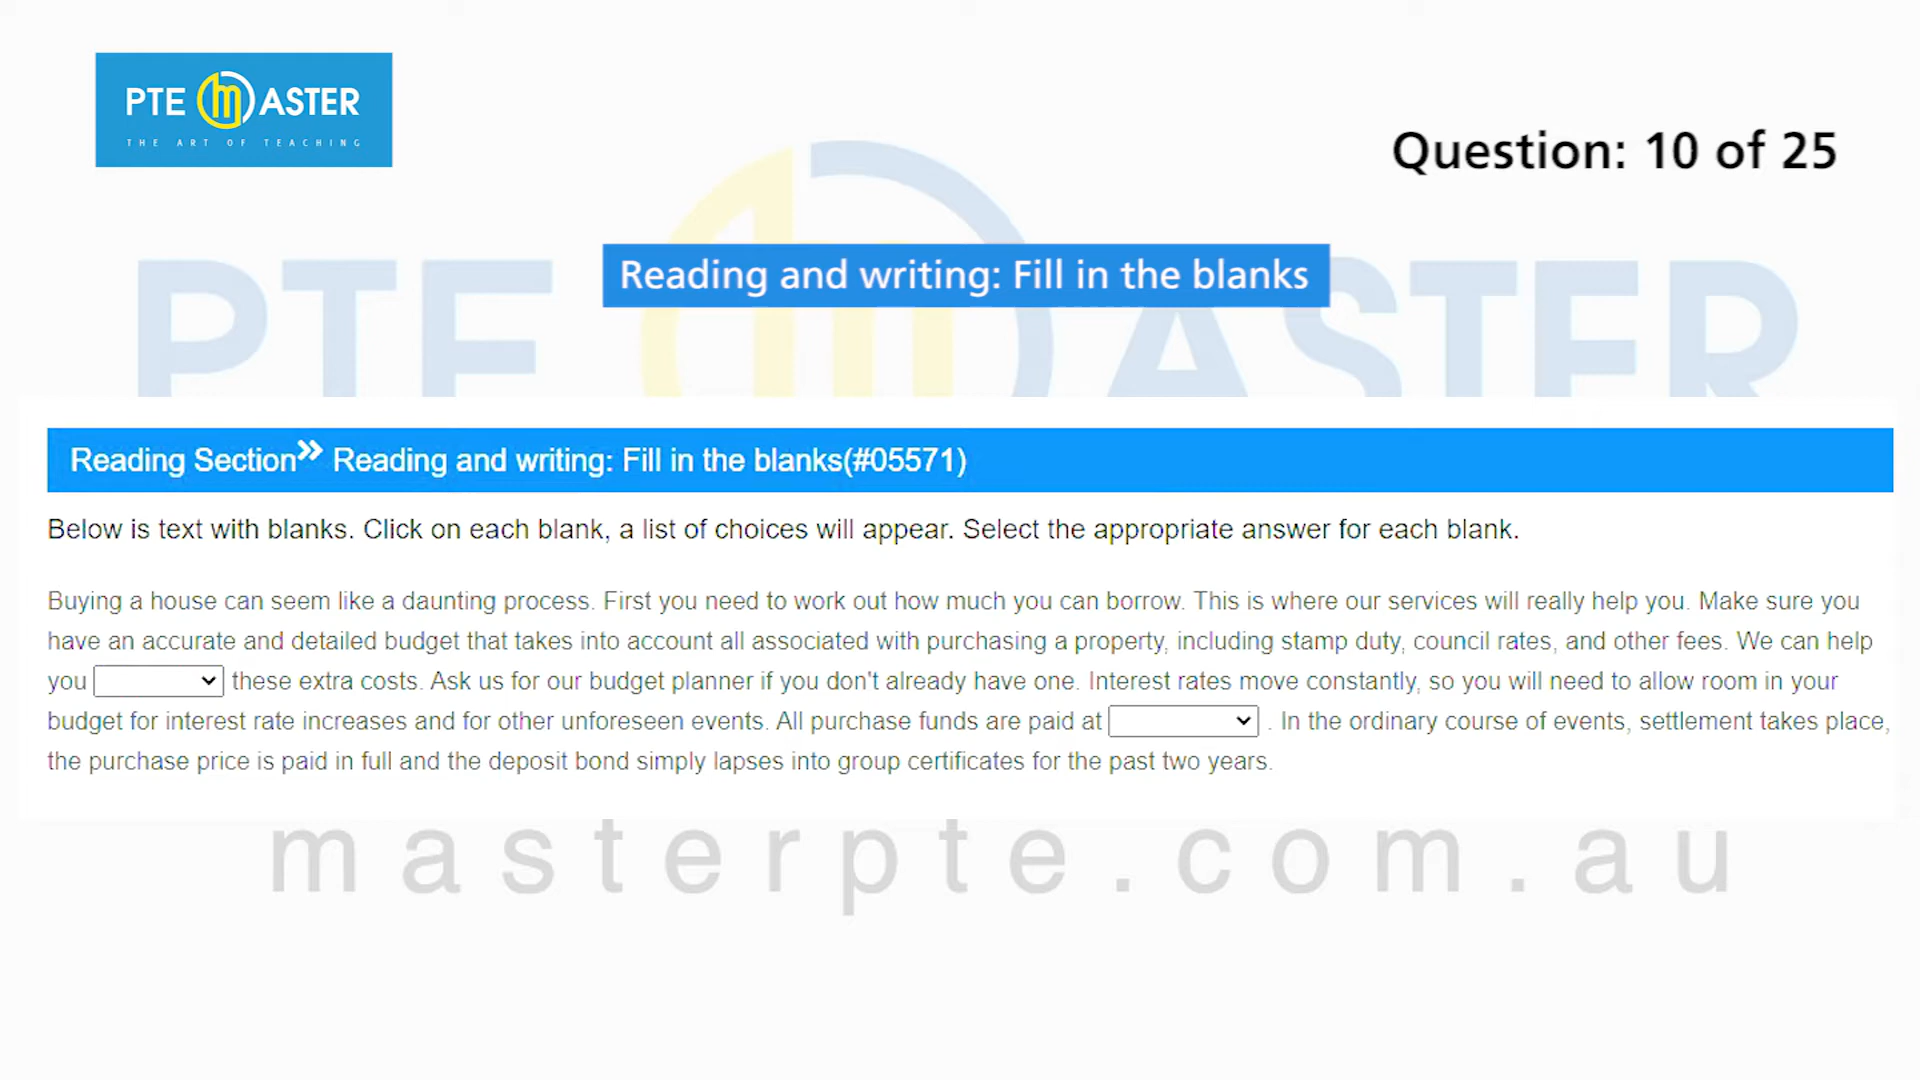 PTE MASTER
THE ART OF TEACHING
Question: 10 of 25
PTE MASTER
Reading and writing: Fill in the blanks
Reading Section» Reading and writing: Fill in the blanks(#05571)
Below is text with blanks. Click on each blank, a list of choices will appear. Select the appropriate answer for each blank.
Buying a house can seem like a daunting process. First you need to work out how much you can borrow. This is where our services will really help you. Make sure you
have an accurate and detailed budget that takes into account all associated with purchasing a property, including stamp duty, council rates, and other fees. We can help
you these extra costs. Ask us for our budget planner if you don't already have one. Interest rates move constantly, so you will need to allow room in your
budget for interest rate increases and for other unforeseen events. All purchase funds are paid at . In the ordinary course of events, settlement takes place,
the purchase price is paid in full and the deposit bond simply lapses into group certificates for the past two years.
masterpte.com.au